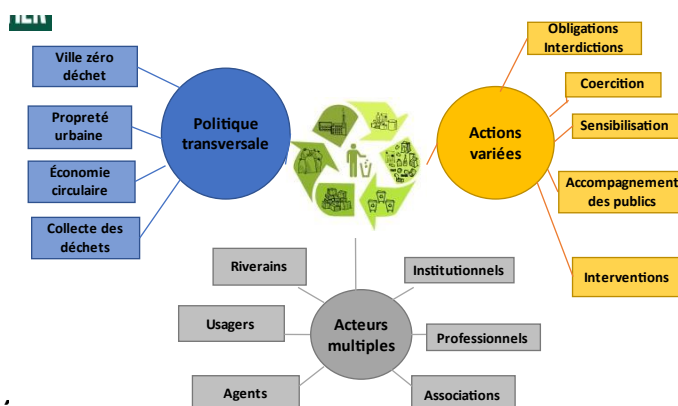 Ville zéro
déchet
Propreté
urbaine
Économie
circulaire
Collecte des
déchets
Politique
transversale
Obligations
Interdictions
Coercition
Sensibilisation
Accompagnement
des publics
Interventions
Actions
variées
Riverains
Usagers
Agents
Acteurs
multiples
Institutionnels
Professionnels
Associations